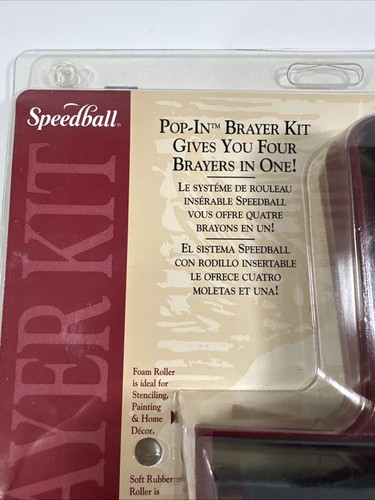 Speedball®
POP-IN™ BRAYER KIT
GIVES YOU FOUR
BRAYERS IN ONE!
LE SYSTÉME DE ROULEAU
INSÉRABLE SPEEDBALL
VOUS OFFRE QUATRE
BRAYONS EN UN!
EL SISTEMA SPEEDBALL
CON RODILLO INSERTABLE
LE OFRECE CUATRO
MOLETAS ET UNA!
AYER KIT
Foam Roller
is ideal for
Stenciling,
Painting
& Home
Décor.
Soft Rubber
Roller is